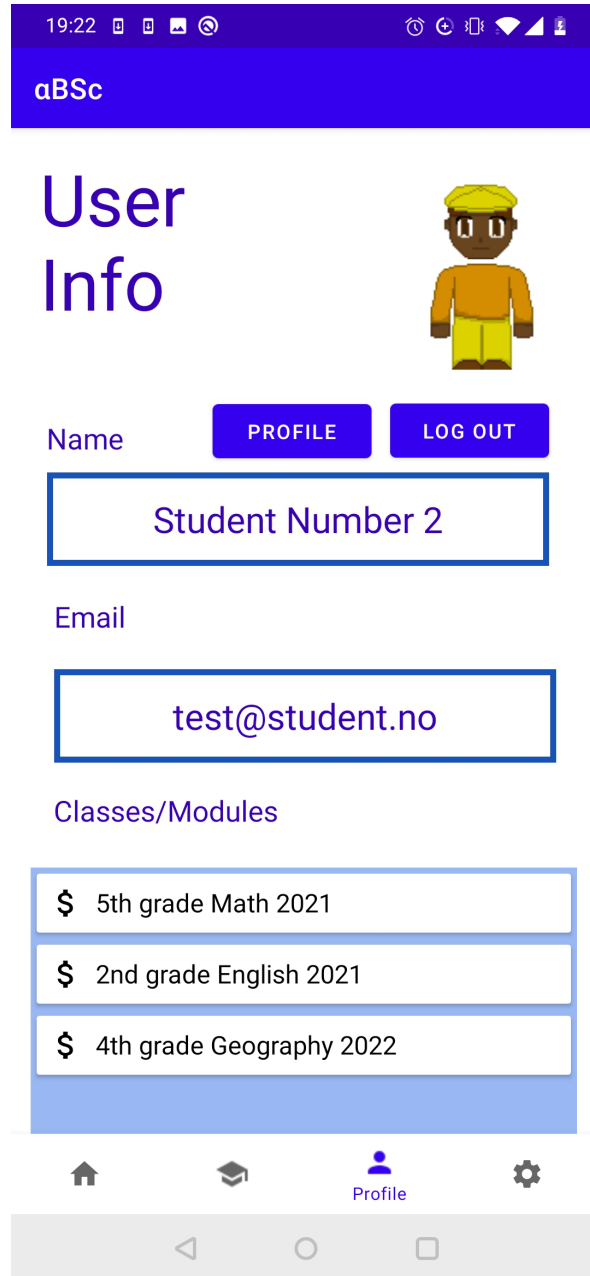 19:22
αBSc
User
Info
Name
PROFILE
LOG OUT
Student Number 2
Email
test@student.no
Classes/Modules
$ 5th grade Math 2021
$ 2nd grade English 2021
$ 4th grade Geography 2022
Profile